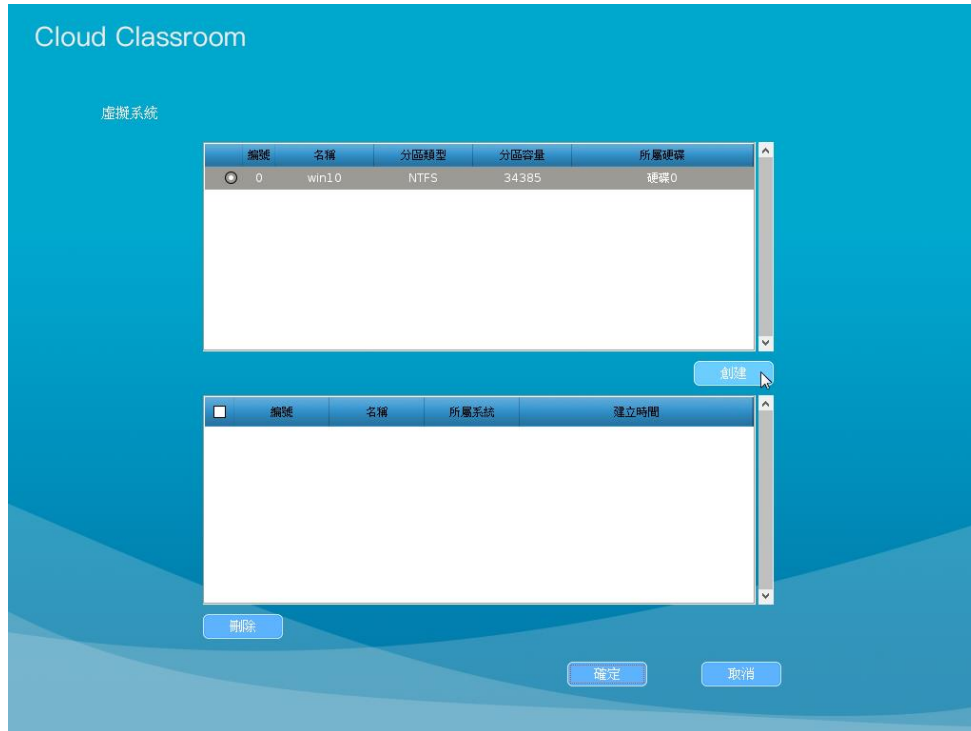 Cloud Classroom
虛擬系統
編號 名稱 分區類型 分區容量 所屬硬碟
0 win10 NTFS 34385 硬碟0
創建
編號 名稱 所屬系統 建立時間
刪除
確定 取消